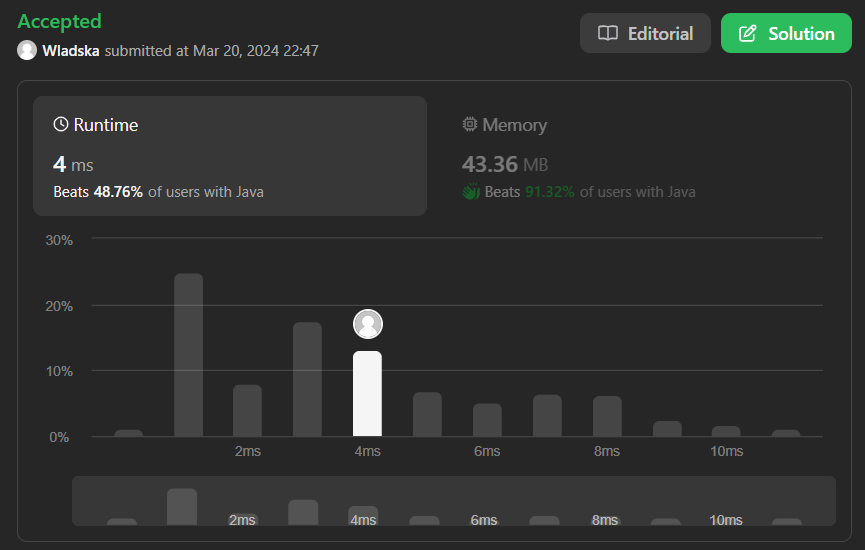 Accepted
Wladska submitted at Mar 20, 2024 22:47
Editorial
Solution
Runtime
4 ms
Beats 48.76% of users with Java
Memory
43.36 MB
Beats 91.32% of users with Java
30%
20%
10%
0%
2ms 4ms 6ms 8ms 10ms
2ms 4ms 6ms 8ms 10ms